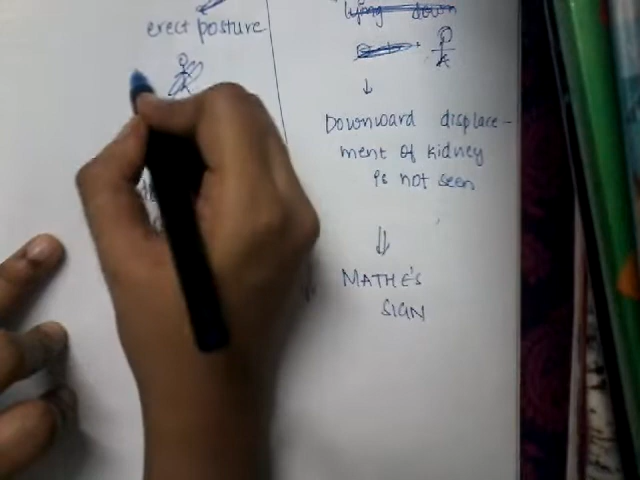 erect posture
lying down
Downward displace-
ment of kidney
is not seen
MATHE'S
SIGN